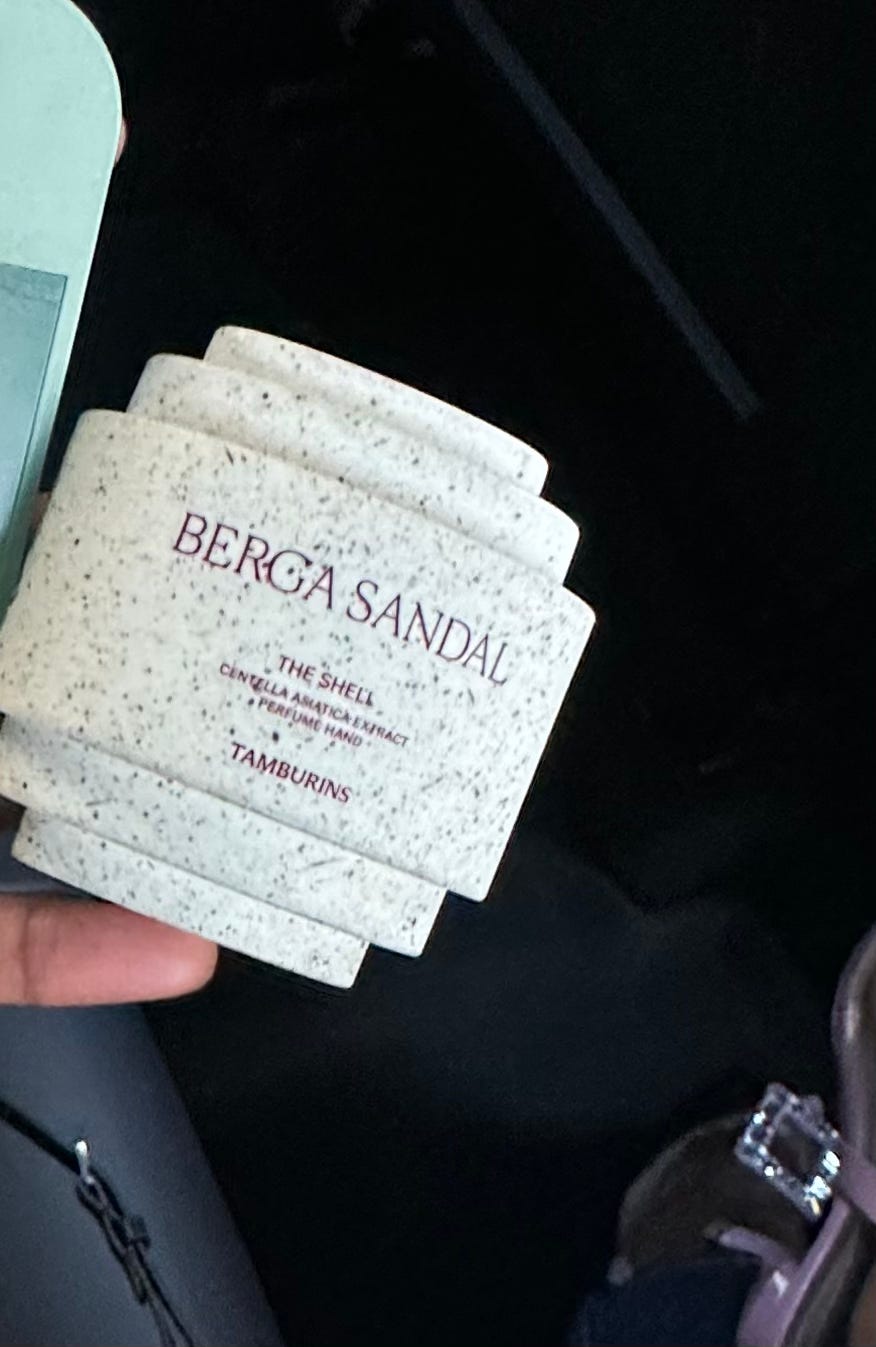 BERGA SANDAL
THE SHELL
CENTELLA ASIATICA EXTRACT
PERFUME HAND
TAMBURINS